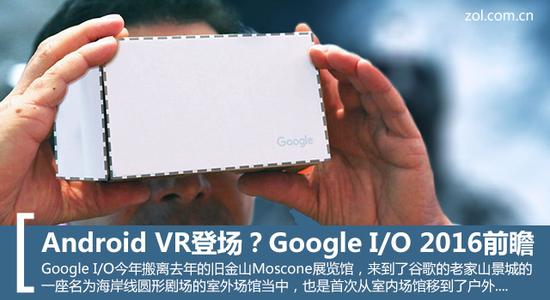 zol.com.cn
Google
Android VR登场？Google I/O 2016前瞻
Google I/O今年搬离去年的旧金山Moscone展览馆，来到了谷歌的老家山景城的
一座名为海岸线圆形剧场的室外场馆当中，也是首次从室内场馆移到了户外....